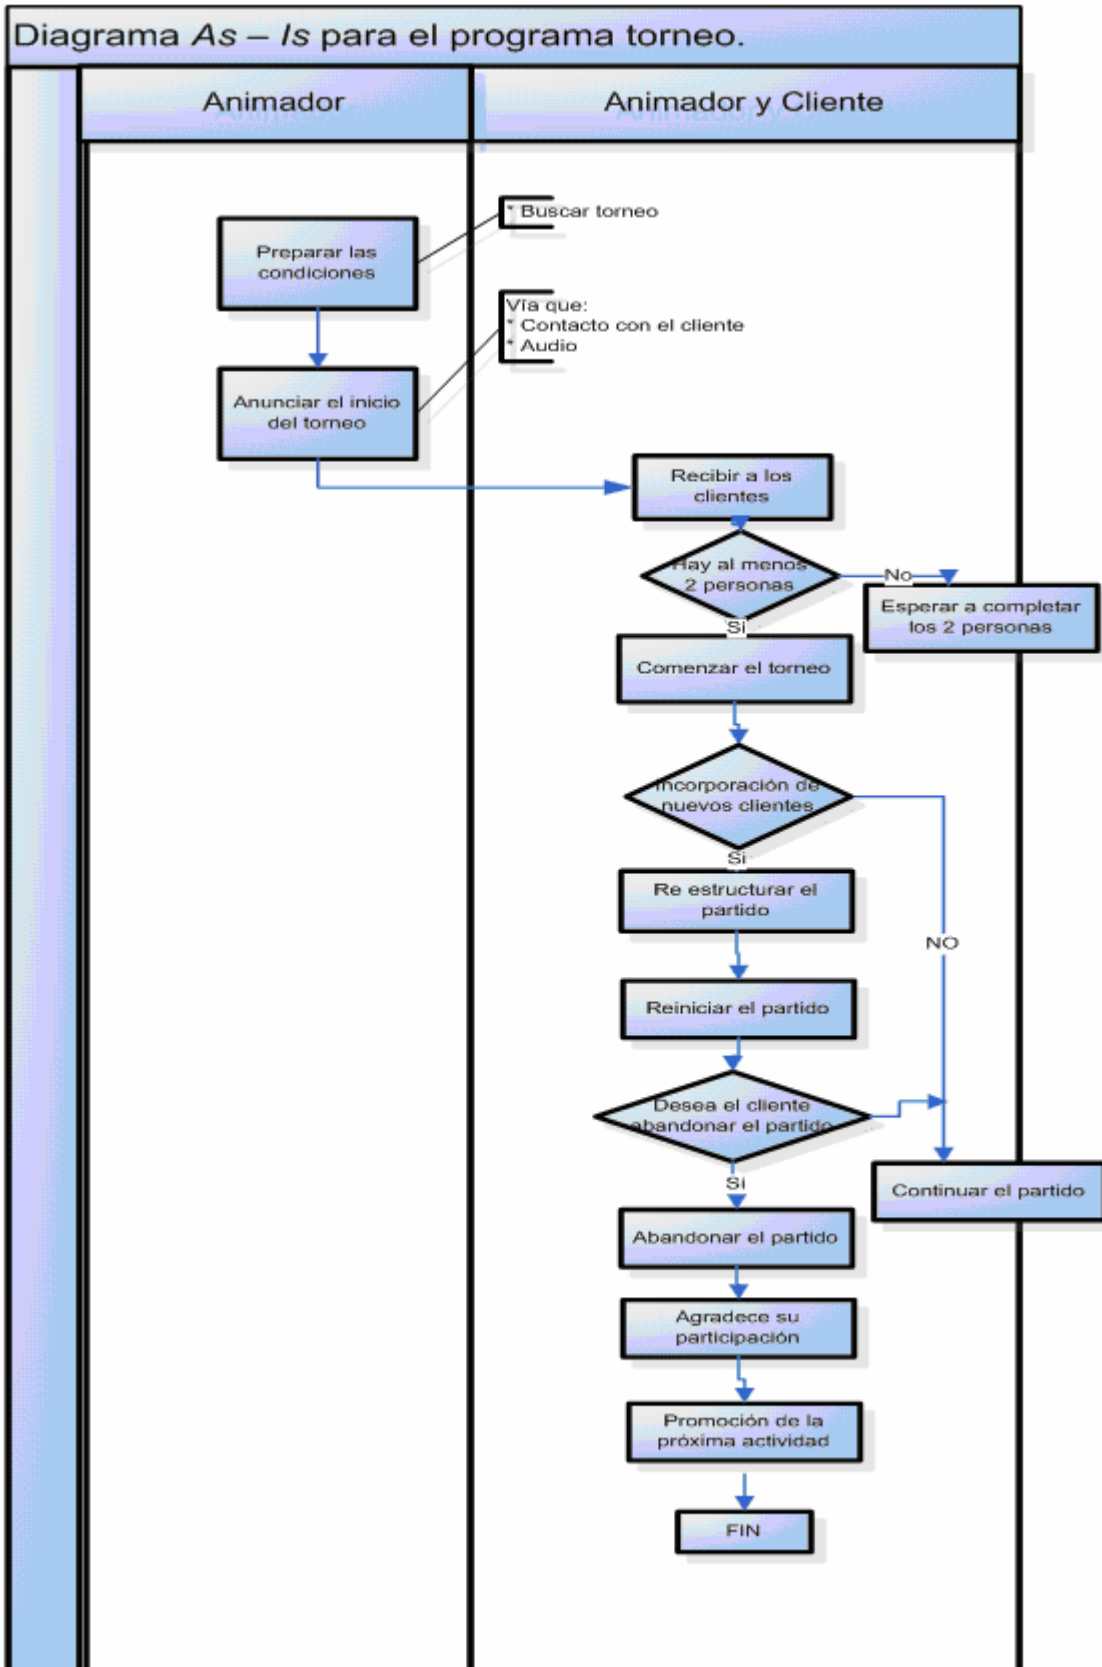 Diagrama As – Is para el programa torneo.
Animador
Animador y Cliente
* Buscar torneo
Preparar las
condiciones
Vía que:
* Contacto con el cliente
* Audio
Anunciar el inicio
del torneo
Recibir a los
clientes
Hay al menos
2 personas
No
Esperar a completar
los 2 personas
Si
Comenzar el torneo
Incorporación de
nuevos clientes
Si
Re estructurar el
partido
NO
Reiniciar el partido
Desea el cliente
abandonar el partido
Si
Continuar el partido
Abandonar el partido
Agradece su
participación
Promoción de la
próxima actividad
FIN